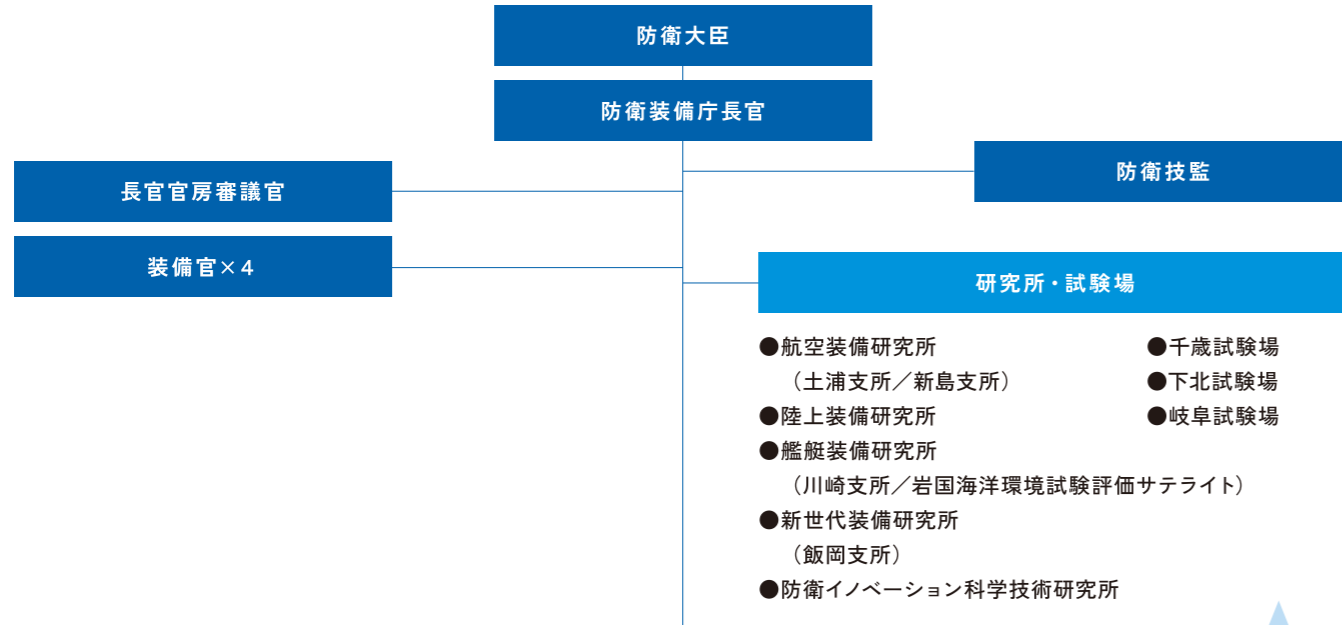 防衛大臣
防衛装備庁長官
防衛技監
長官官房審議官
装備官×4
研究所・試験場
●航空装備研究所
（土浦支所／新島支所）
●陸上装備研究所
●艦艇装備研究所
（川崎支所／岩国海洋環境試験評価サテライト）
●新世代装備研究所
（飯岡支所）
●防衛イノベーション科学技術研究所
●千歳試験場
●下北試験場
●岐阜試験場